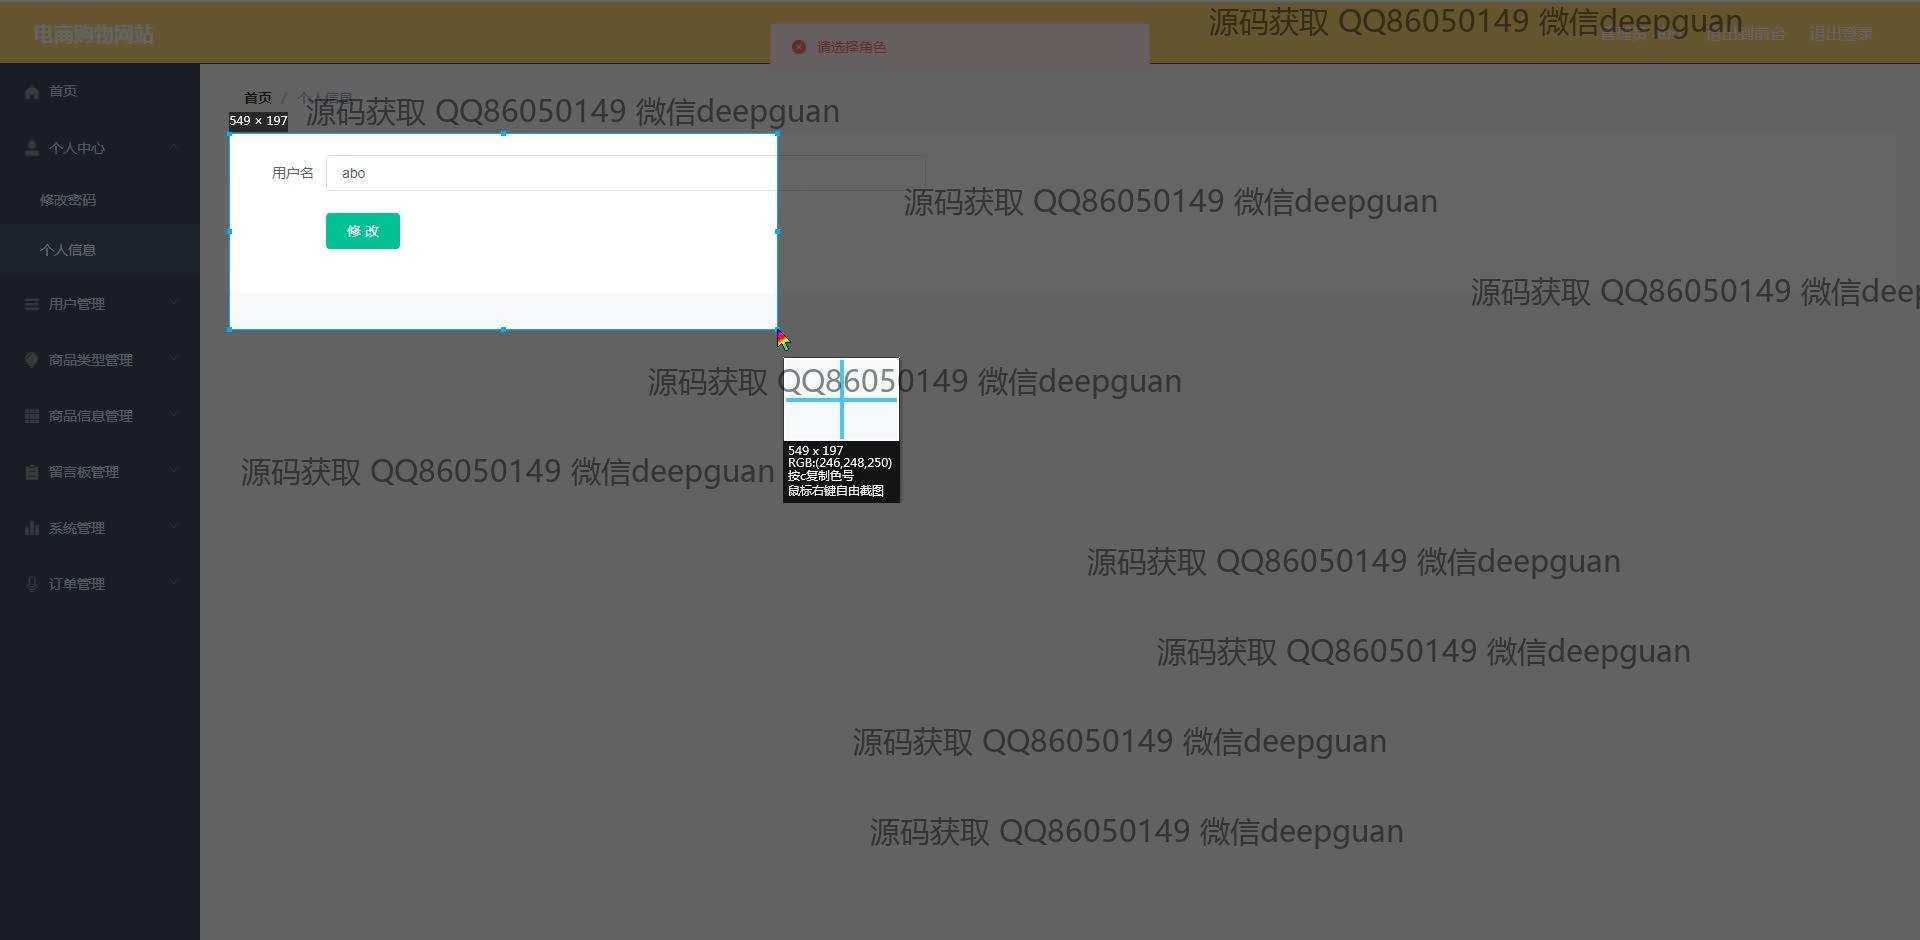 电商购物网站
请选择角色
源码获取 QQ86050149 微信deepguan
退出到前台
退出登录
首页
个人中心
修改密码
个人信息
用户管理
商品类型管理
商品信息管理
留言板管理
系统管理
订单管理
首页 / 个人信息
源码获取 QQ86050149 微信deepguan
549 × 197
用户名 abo
修 改
源码获取 QQ86050149 微信deepguan
源码获取 QQ86050149 微信deep
源码获取 QQ86050149 微信deepguan
549 x 197
RGB:(246,248,250)
按c复制色号
鼠标右键自由截图
源码获取 QQ86050149 微信deepguan
源码获取 QQ86050149 微信deepguan
源码获取 QQ86050149 微信deepguan
源码获取 QQ86050149 微信deepguan
源码获取 QQ86050149 微信deepguan